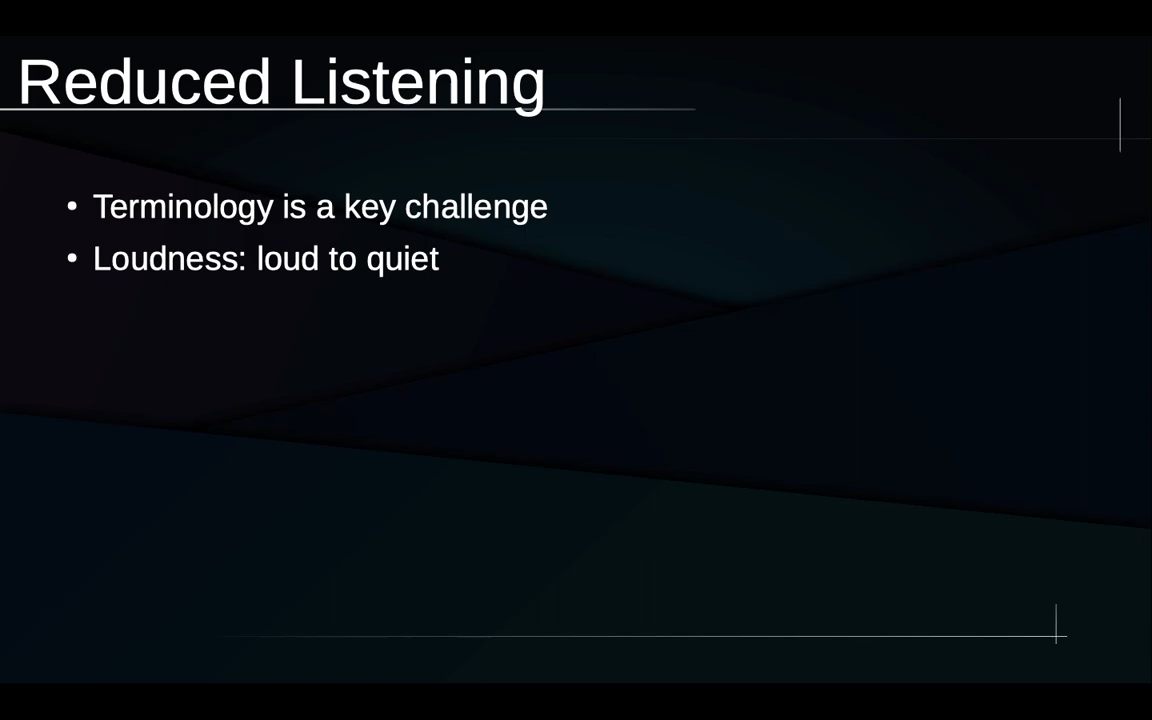 Reduced Listening
• Terminology is a key challenge
• Loudness: loud to quiet